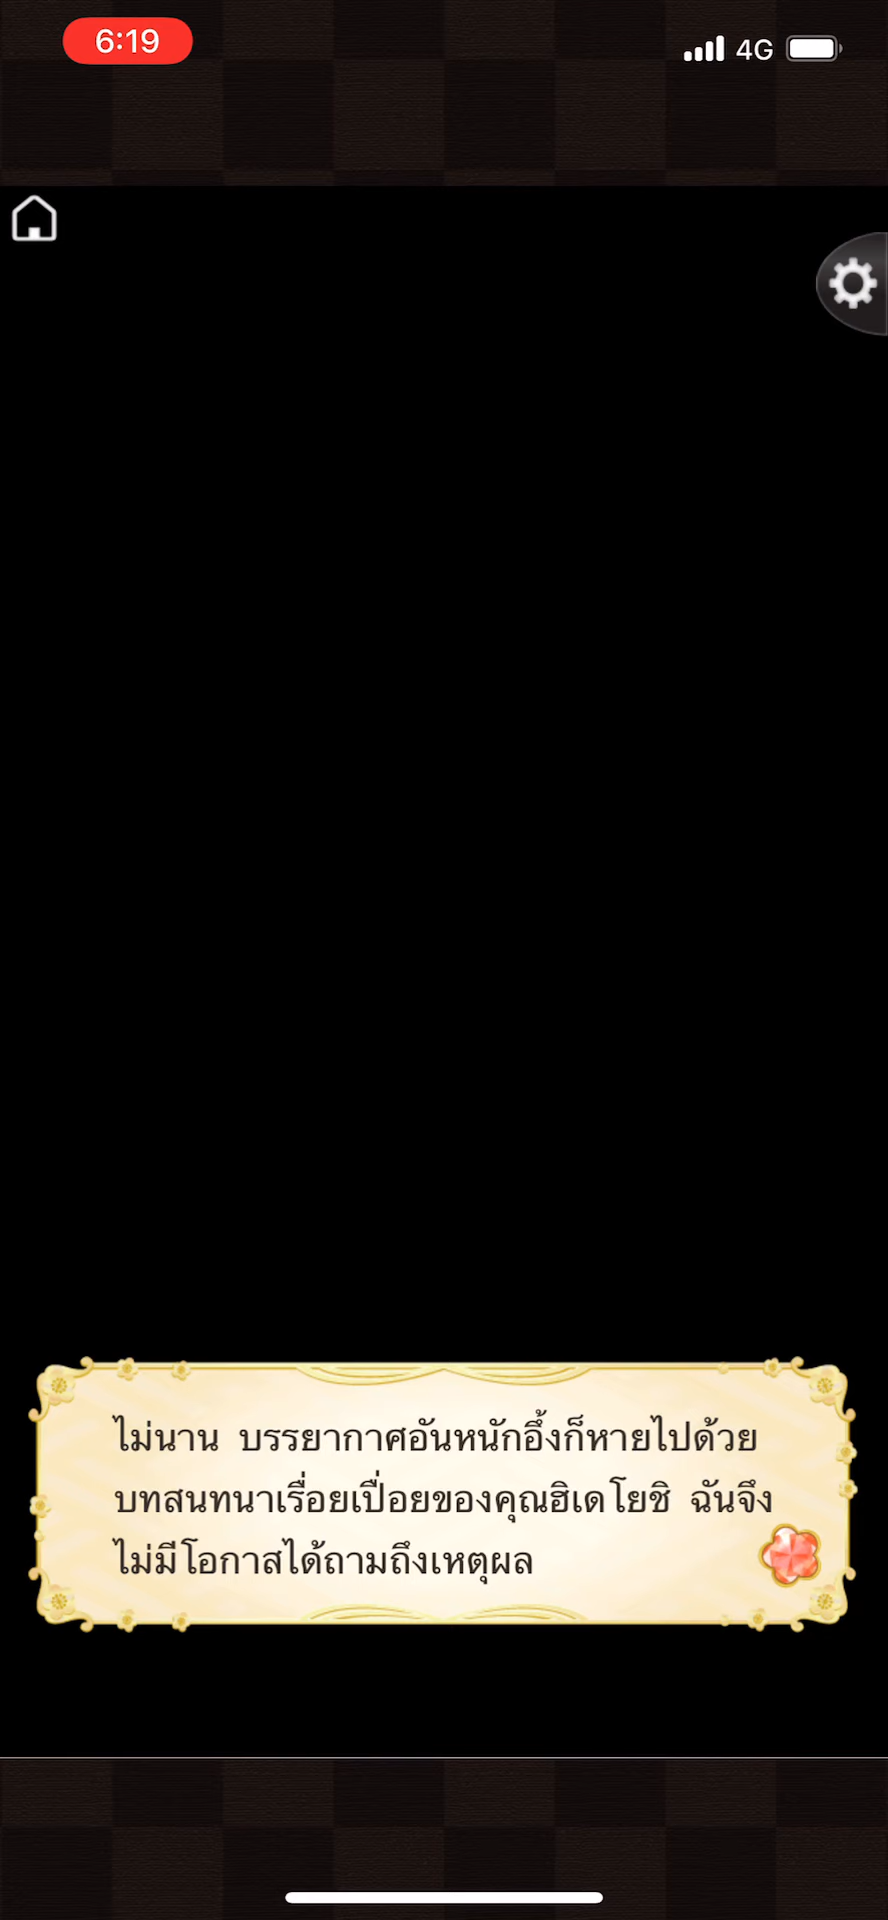 6:19
4G
ไม่นาน บรรยากาศอันหนักอึ้งก็หายไปด้วย
บทสนทนาเรื่อยเปื่อยของคุณฮิเดโยชิ ฉันจึง
ไม่มีโอกาสได้ถามถึงเหตุผล